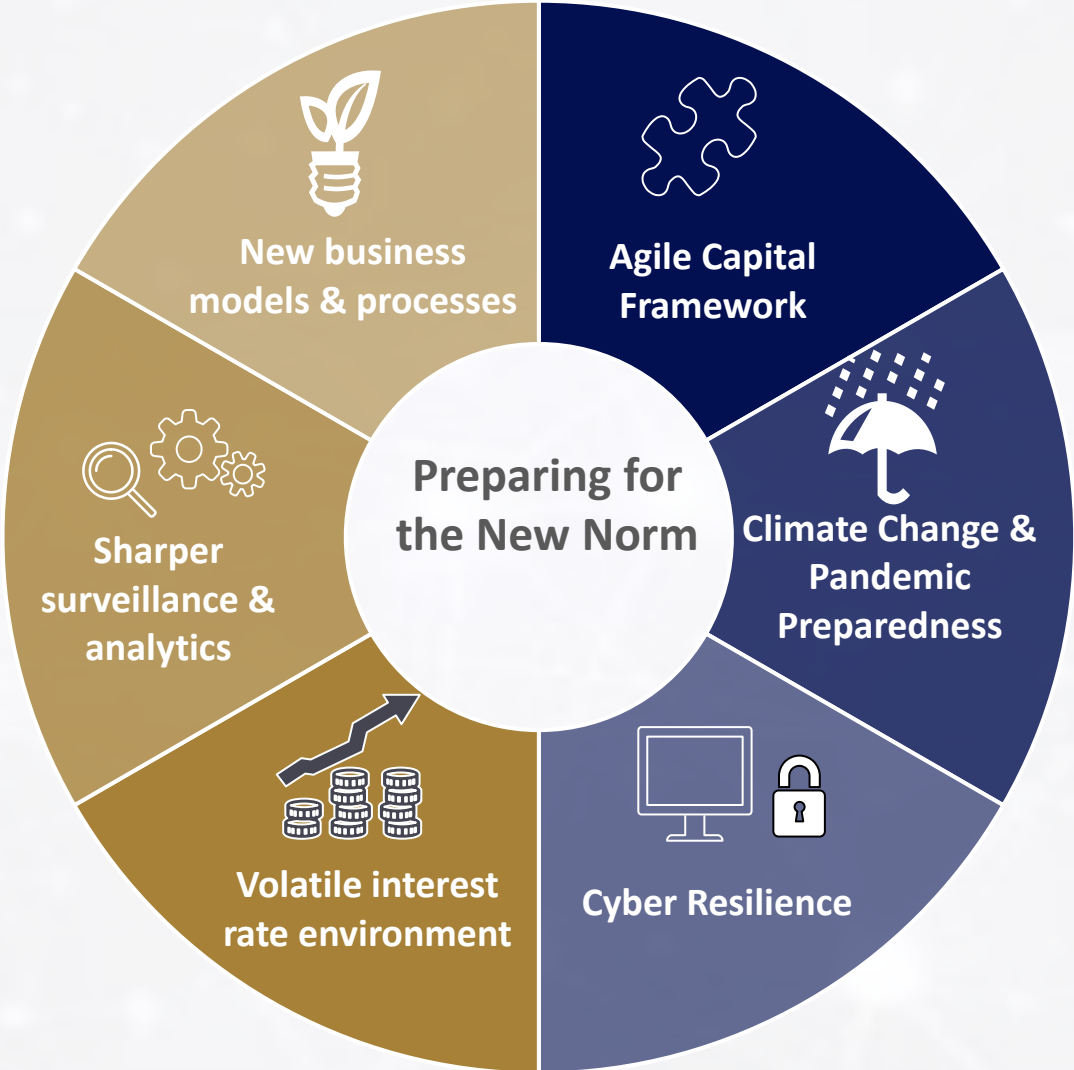 Preparing for
the New Norm
Agile Capital
Framework
Climate Change &
Pandemic
Preparedness
Cyber Resilience
Volatile interest
rate environment
Sharper
surveillance &
analytics
New business
models & processes